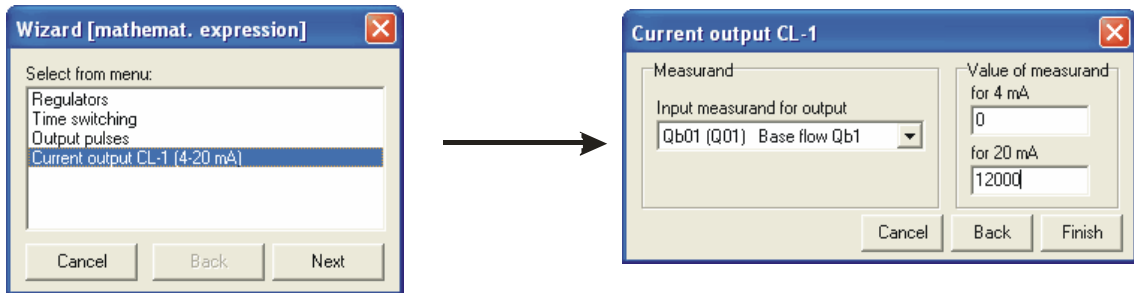 Wizard [mathemat. expression]
Select from menu:
Regulators
Time switching
Output pulses
Current output CL-1 (4-20 mA)
Cancel
Back
Next
Current output CL-1
Measurand
Input measurand for output
Qb01 (Q01) Base flow Qb1
Value of measurand
for 4 mA
0
for 20 mA
12000
Cancel
Back
Finish